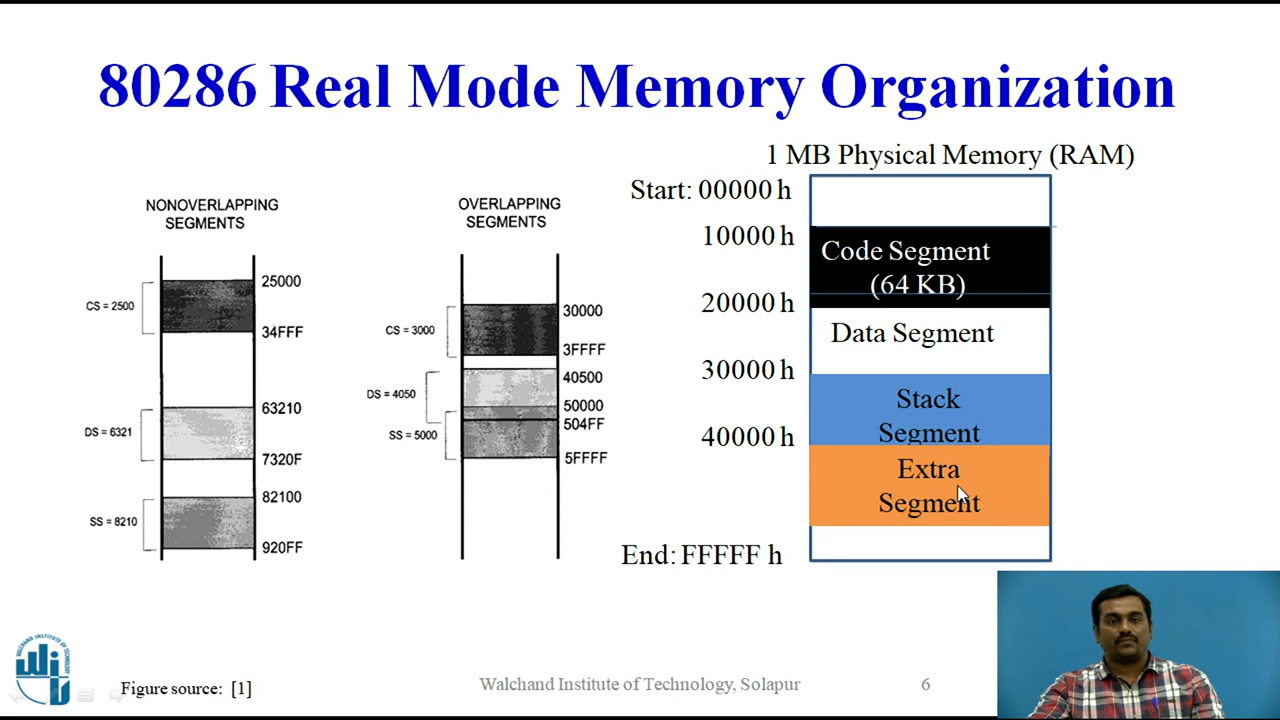 80286 Real Mode Memory Organization
NONOVERLAPPING
SEGMENTS
CS = 2500
25000
34FFF
DS = 6321
63210
7320F
SS = 8210
82100
920FF
OVERLAPPING
SEGMENTS
CS = 3000
30000
3FFFF
DS = 4050
40500
50000
SS = 5000
504FF
5FFFF
1 MB Physical Memory (RAM)
Start: 00000 h
10000 h
Code Segment
(64 KB)
20000 h
Data Segment
30000 h
Stack
Segment
40000 h
Extra
Segment
End: FFFFF h
Figure source: [1]
Walchand Institute of Technology, Solapur
6